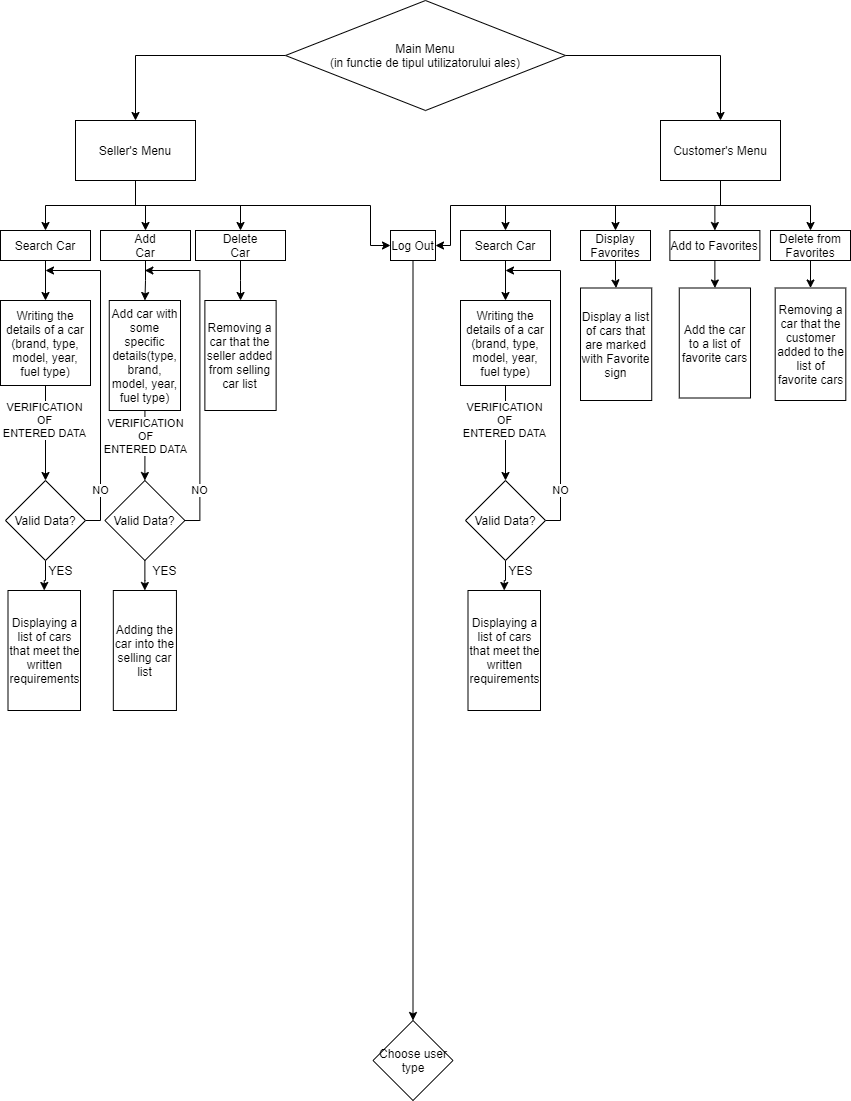 Main Menu
(in functie de tipul utilizatorului ales)
Seller's Menu
Customer's Menu
Search Car
Add
Car
Delete
Car
Log Out
Search Car
Display
Favorites
Add to Favorites
Delete from
Favorites
Writing the
details of a car
(brand, type,
model, year,
fuel type)
Add car with
some
specific
details(type,
brand,
model, year,
fuel type)
Removing a
car that the
seller added
from selling
car list
Writing the
details of a car
(brand, type,
model, year,
fuel type)
Display a list
of cars that
are marked
with Favorite
sign
Add the car
to a list of
favorite cars
Removing a
car that the
customer
added to the
list of
favorite cars
VERIFICATION
OF
ENTERED DATA
VERIFICATION
OF
ENTERED DATA
VERIFICATION
OF
ENTERED DATA
NO
NO
NO
Valid Data?
Valid Data?
Valid Data?
YES
YES
YES
Displaying a
list of cars
that meet the
written
requirements
Adding the
car into the
selling car
list
Displaying a
list of cars
that meet the
written
requirements
Choose user
type